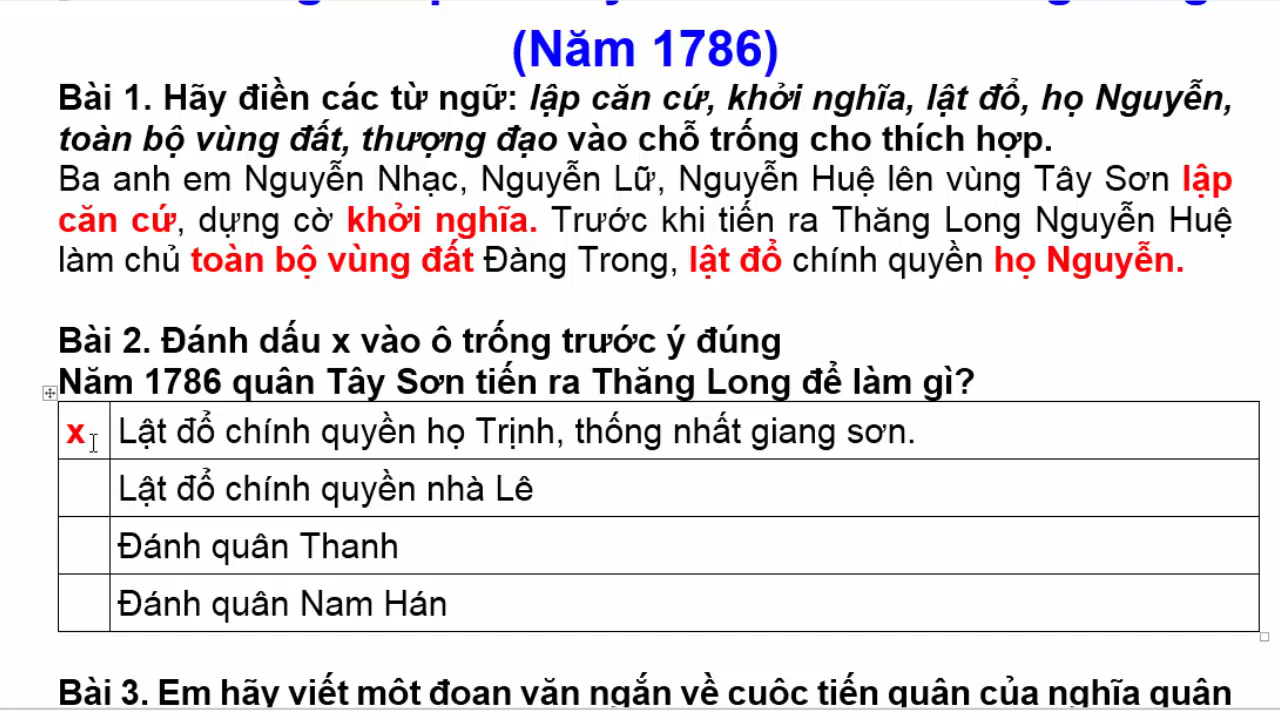 (Năm 1786)
Bài 1. Hãy điền các từ ngữ: lập căn cứ, khởi nghĩa, lật đổ, họ Nguyễn,
toàn bộ vùng đất, thượng đạo vào chỗ trống cho thích hợp.
Ba anh em Nguyễn Nhạc, Nguyễn Lữ, Nguyễn Huệ lên vùng Tây Sơn lập
căn cứ, dựng cờ khởi nghĩa. Trước khi tiến ra Thăng Long Nguyễn Huệ
làm chủ toàn bộ vùng đất Đàng Trong, lật đổ chính quyền họ Nguyễn.
Bài 2. Đánh dấu x vào ô trống trước ý đúng
Năm 1786 quân Tây Sơn tiến ra Thăng Long để làm gì?
x Lật đổ chính quyền họ Trịnh, thống nhất giang sơn.
Lật đổ chính quyền nhà Lê
Đánh quân Thanh
Đánh quân Nam Hán
Bài 3. Em hãy viết một đoạn văn ngắn về cuộc tiến quân của nghĩa quân